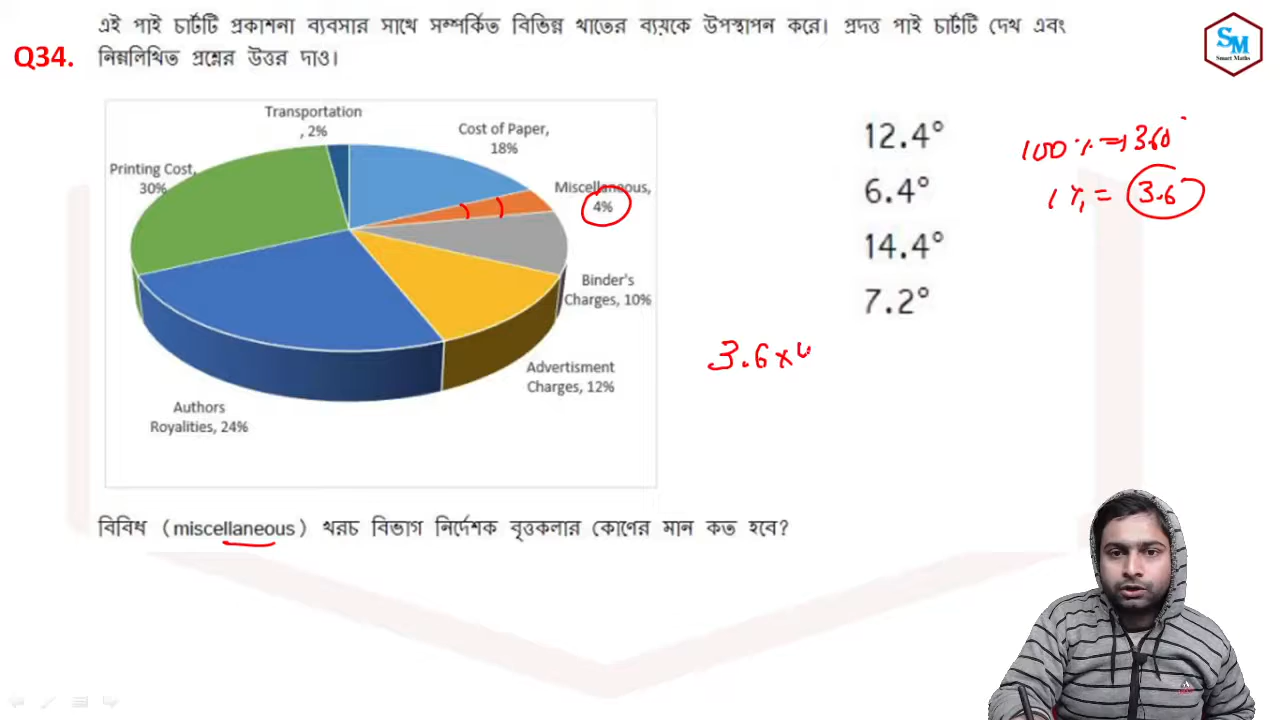 এই পাই চার্টটি প্রকাশনা ব্যবসার সাথে সম্পর্কিত বিভিন্ন খাতের ব্যয়কে উপস্থাপন করে। প্রদত্ত পাই চার্টটি দেখ এবং
Q34. নিম্নলিখিত প্রশ্নের উত্তর দাও।
SM
Smart Maths
Transportation
, 2%
Cost of Paper,
18%
Printing Cost,
30%
Miscellaneous,
4%
Binder's
Charges, 10%
Advertisment
Charges, 12%
Authors
Royalities, 24%
12.4°
6.4°
14.4°
7.2°
100% = 360°
1% = 3.6
3.6×4
বিবিধ (miscellaneous) খরচ বিভাগ নির্দেশক বৃত্তকলার কোণের মান কত হবে?